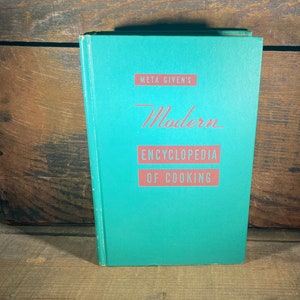 META GIVEN'S
Modern
ENCYCLOPEDIA
OF COOKING